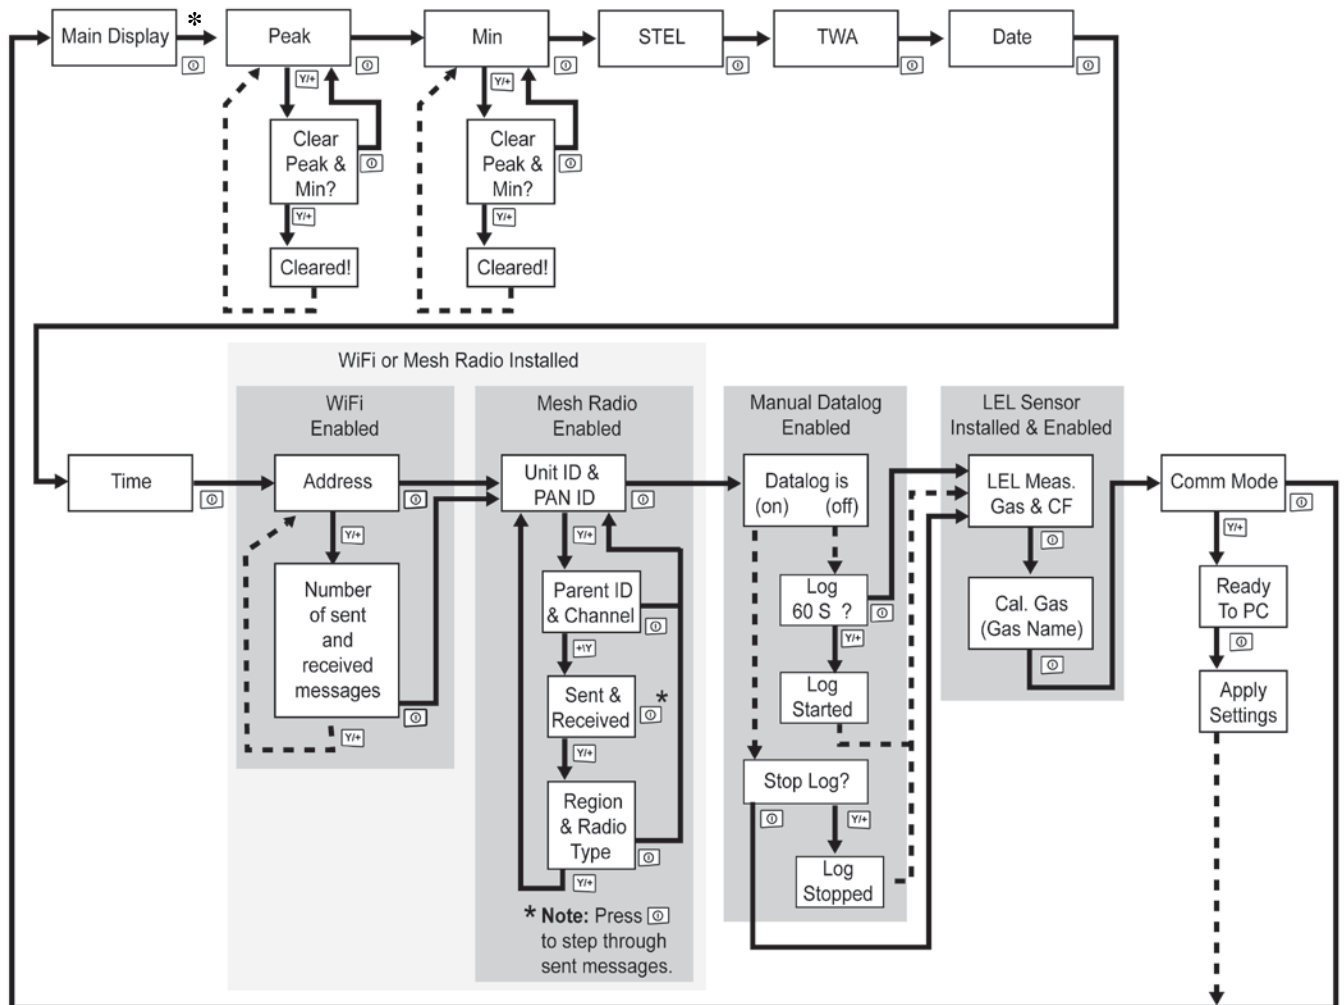 *
Main Display
Peak
Min
STEL
TWA
Date
Y/+
Y/+
Clear
Peak &
Min?
Clear
Peak &
Min?
Y/+
Y/+
Cleared!
Cleared!
WiFi or Mesh Radio Installed
WiFi
Enabled
Mesh Radio
Enabled
Manual Datalog
Enabled
LEL Sensor
Installed & Enabled
Time
Address
Unit ID &
PAN ID
Datalog is
(on) (off)
LEL Meas.
Gas & CF
Comm Mode
Y/+
Y/+
Y/+
Number
of sent
and
received
messages
Y/+
Parent ID
& Channel
+\Y
Sent &
Received
*
Y/+
Region
& Radio
Type
Y/+
* Note: Press
to step through
sent messages.
Log
60 S ?
Y/+
Log
Started
Stop Log?
Y/+
Log
Stopped
Cal. Gas
(Gas Name)
Ready
To PC
Apply
Settings